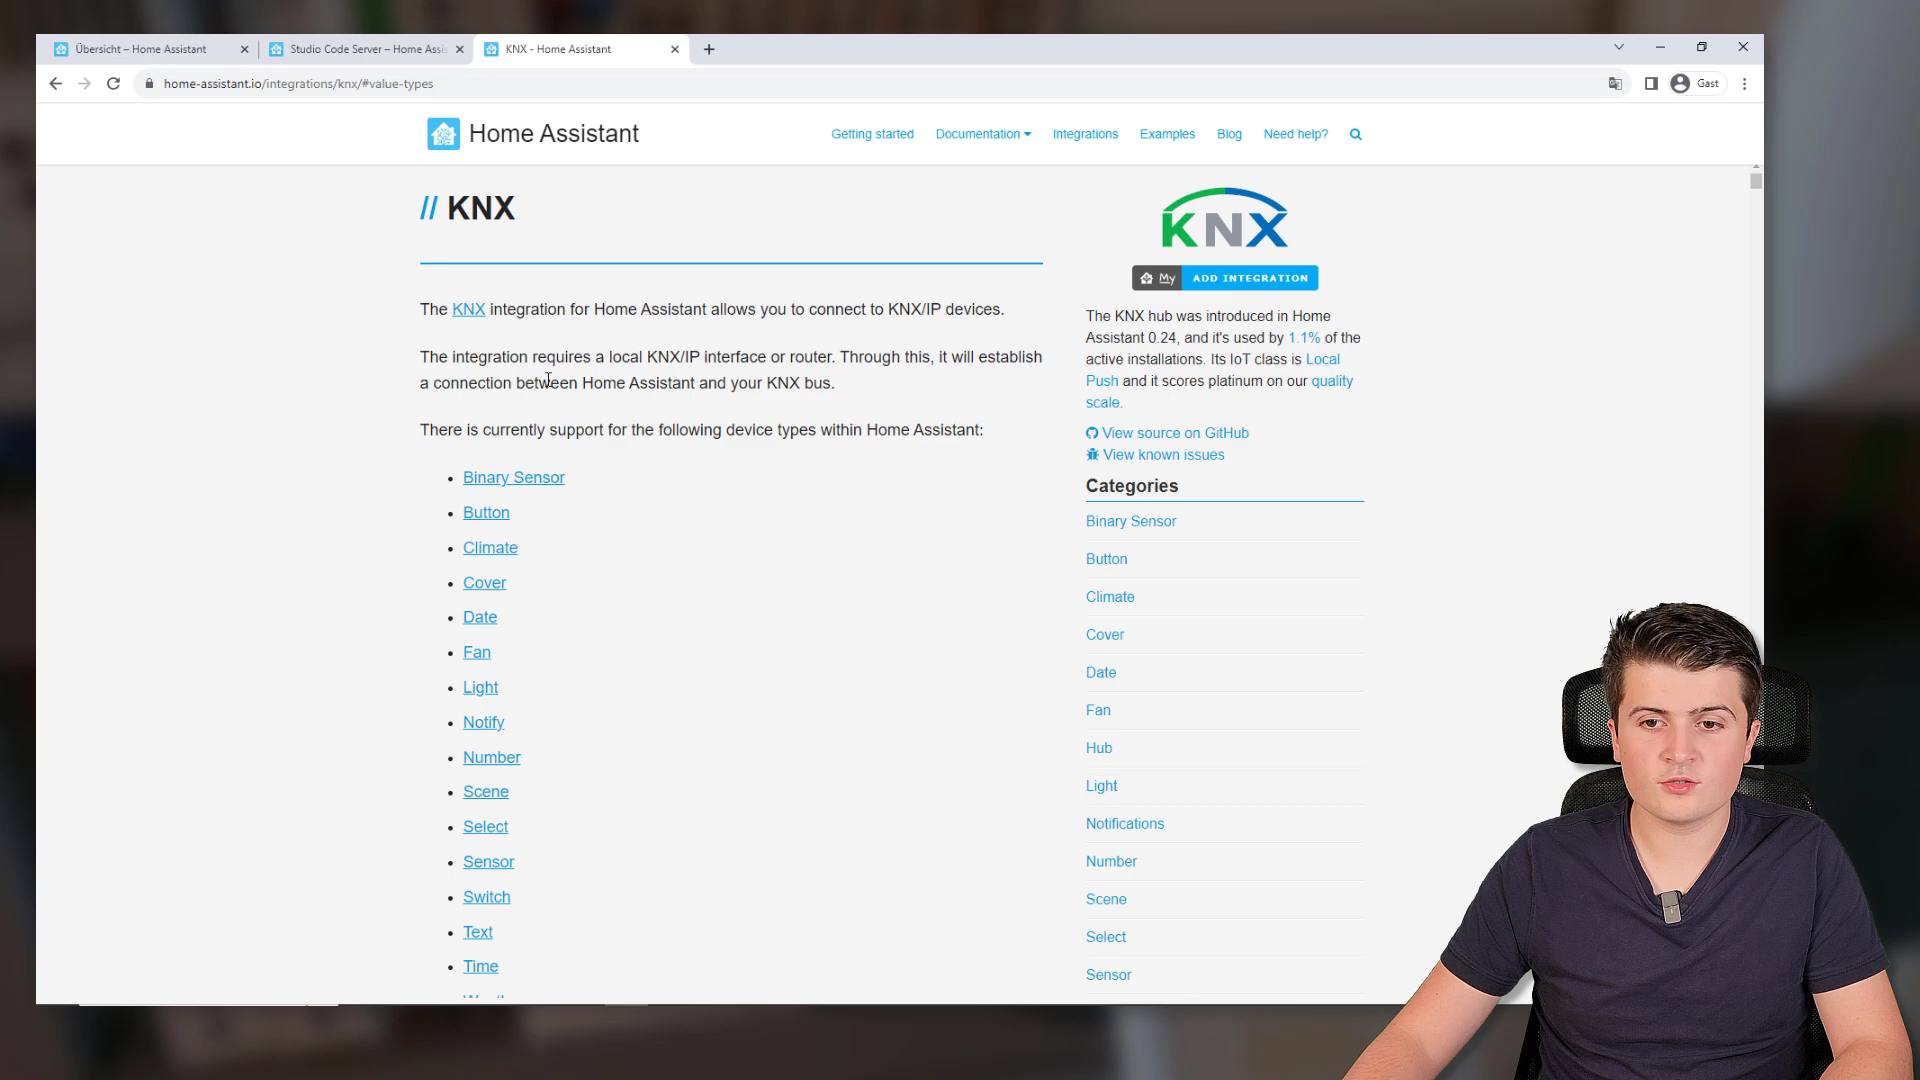 Übersicht – Home Assistant
Studio Code Server – Home Assi
KNX - Home Assistant
home-assistant.io/integrations/knx/#value-types
Gast
Home Assistant
Getting started
Documentation
Integrations
Examples
Blog
Need help?
// KNX
The KNX integration for Home Assistant allows you to connect to KNX/IP devices.
The integration requires a local KNX/IP interface or router. Through this, it will establish
a connection between Home Assistant and your KNX bus.
There is currently support for the following device types within Home Assistant:
Binary Sensor
Button
Climate
Cover
Date
Fan
Light
Notify
Number
Scene
Select
Sensor
Switch
Text
Time
KNX
My ADD INTEGRATION
The KNX hub was introduced in Home
Assistant 0.24, and it's used by 1.1% of the
active installations. Its IoT class is Local
Push and it scores platinum on our quality
scale.
View source on GitHub
View known issues
Categories
Binary Sensor
Button
Climate
Cover
Date
Fan
Hub
Light
Notifications
Number
Scene
Select
Sensor